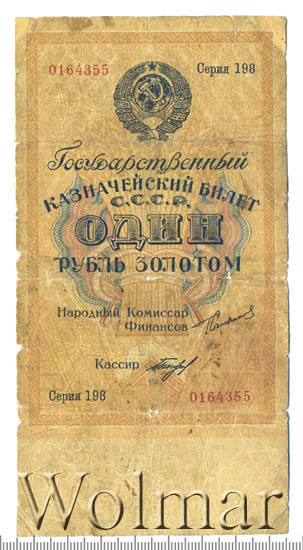 0164355 Серия 198
Государственный
КАЗНАЧЕЙСКИЙ БИЛЕТ
С.С.С.Р.
ОДИН
РУБЛЬ ЗОЛОТОМ
Народный Комиссар
Финансов
Кассир
Серия 198 0164355
Wolmar